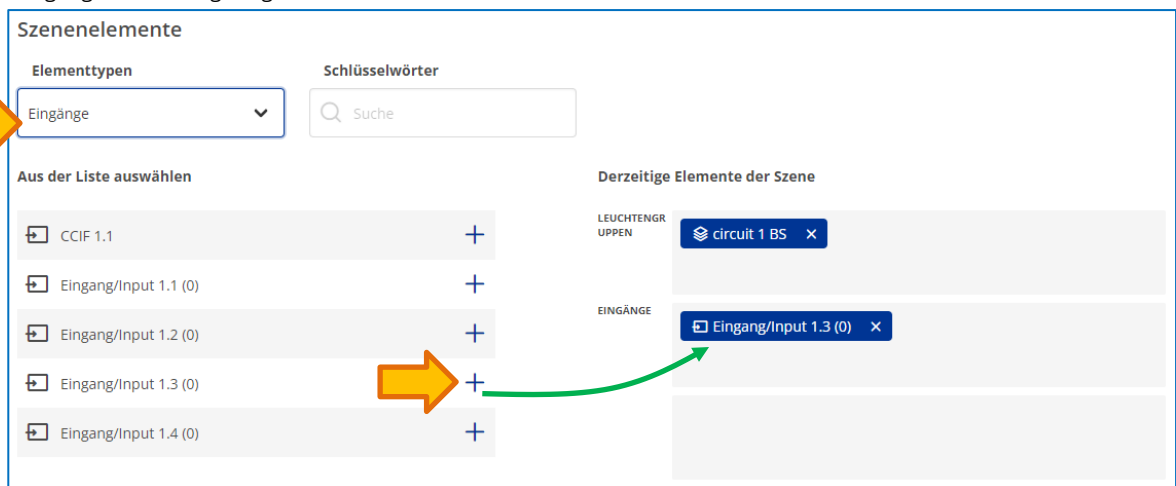 Szenenelemente
Elementtypen
Schlüsselwörter
Eingänge
Suche
Aus der Liste auswählen
Derzeitige Elemente der Szene
CCIF 1.1
Eingang/Input 1.1 (0)
Eingang/Input 1.2 (0)
Eingang/Input 1.3 (0)
Eingang/Input 1.4 (0)
LEUCHTENGR
UPPEN
circuit 1 BS
EINGÄNGE
Eingang/Input 1.3 (0)